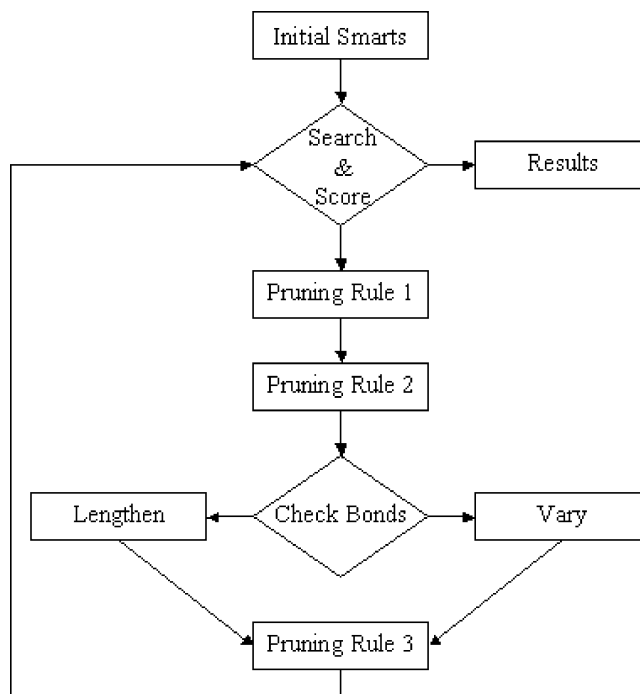 Initial Smarts
Search
&
Score
Results
Pruning Rule 1
Pruning Rule 2
Lengthen
Check Bonds
Vary
Pruning Rule 3